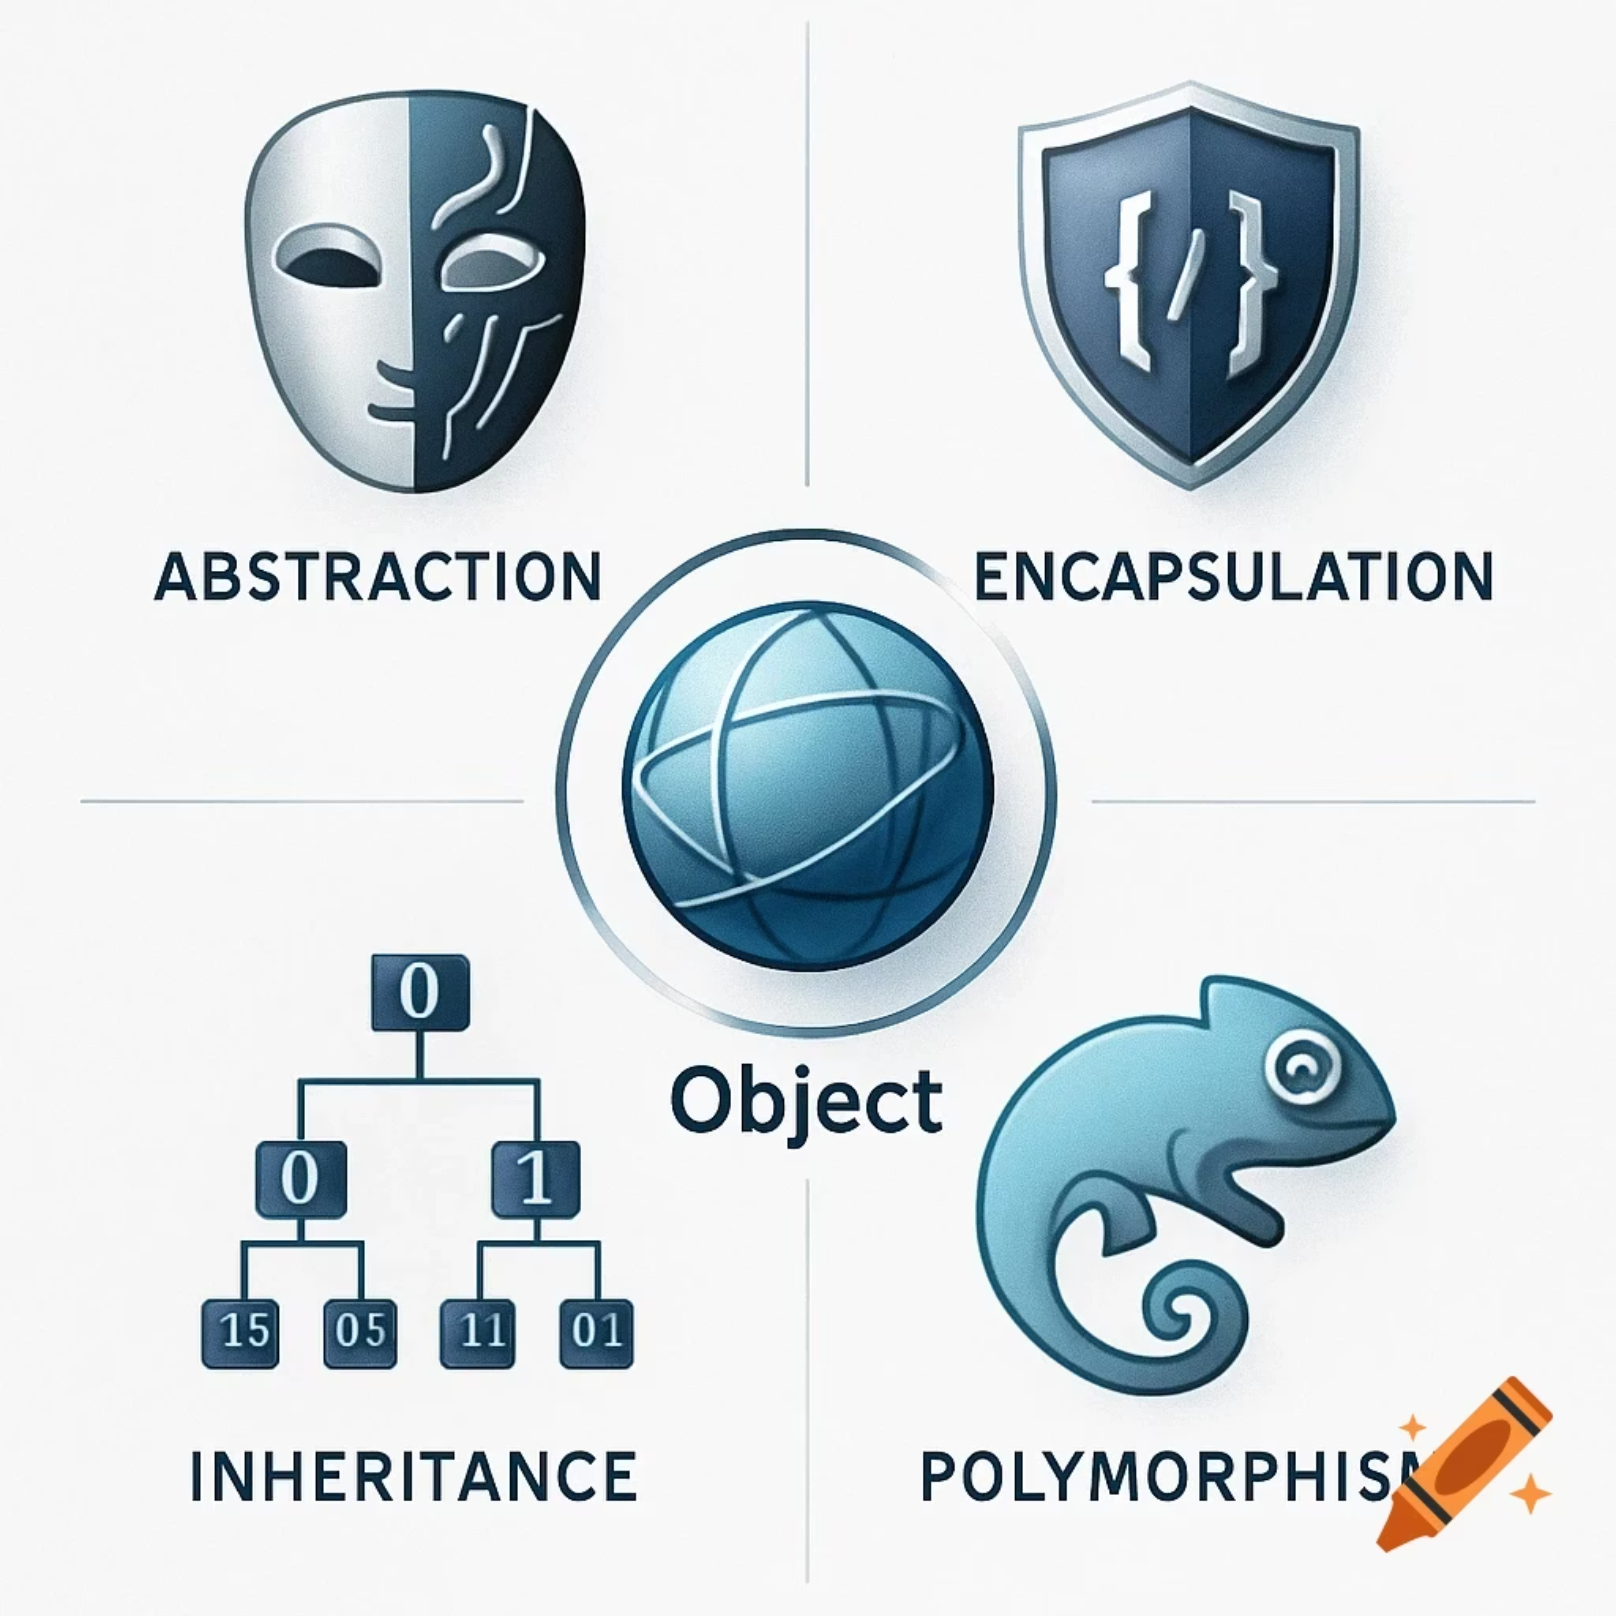 {/}
ABSTRACTION
ENCAPSULATION
Object
0
0 1
15 05 11 01
INHERITANCE
POLYMORPHISM